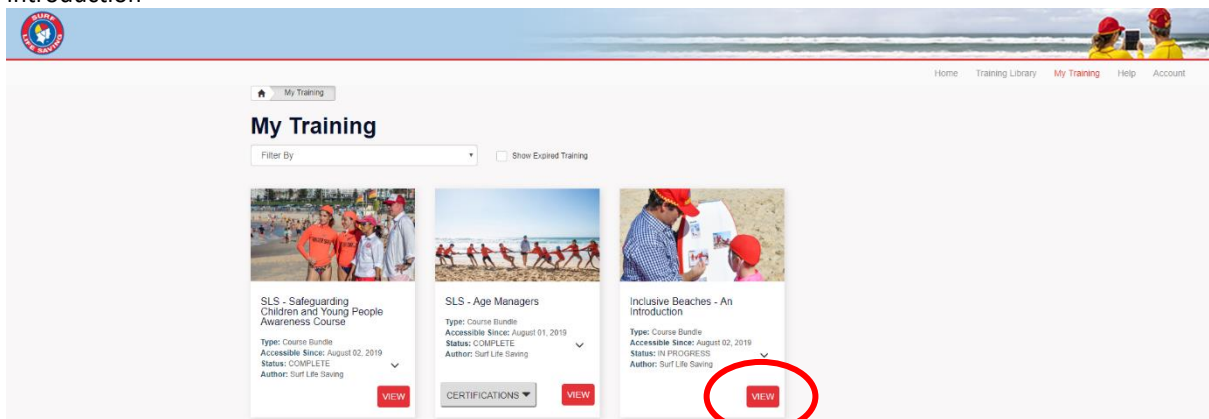 Introduction
SURF
LIFE SAVING
Home Training Library My Training Help Account
My Training
My Training
Filter By
Show Expired Training
SLS - Safeguarding
Children and Young People
Awareness Course
Type: Course Bundle
Accessible Since: August 02, 2019
Status: COMPLETE
Author: Surf Life Saving
VIEW
SLS - Age Managers
Type: Course Bundle
Accessible Since: August 01, 2019
Status: COMPLETE
Author: Surf Life Saving
CERTIFICATIONS
VIEW
Inclusive Beaches - An
Introduction
Type: Course Bundle
Accessible Since: August 02, 2019
Status: IN PROGRESS
Author: Surf Life Saving
VIEW